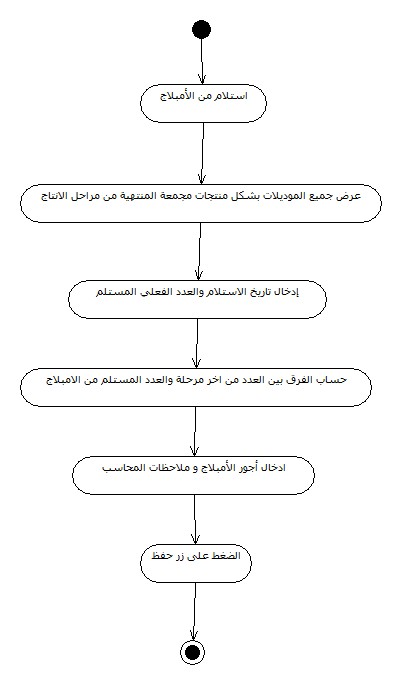 استلام من الأمبلاج
عرض جميع الموديلات بشكل منتجات مجمعة المنتهية من مراحل الانتاج
إدخال تاريخ الاستلام والعدد الفعلي المستلم
حساب الفرق بين العدد من اخر مرحلة والعدد المستلم من الامبلاج
ادخال أجور الأمبلاج و ملاحظات المحاسب
الضغط على زر حفظ